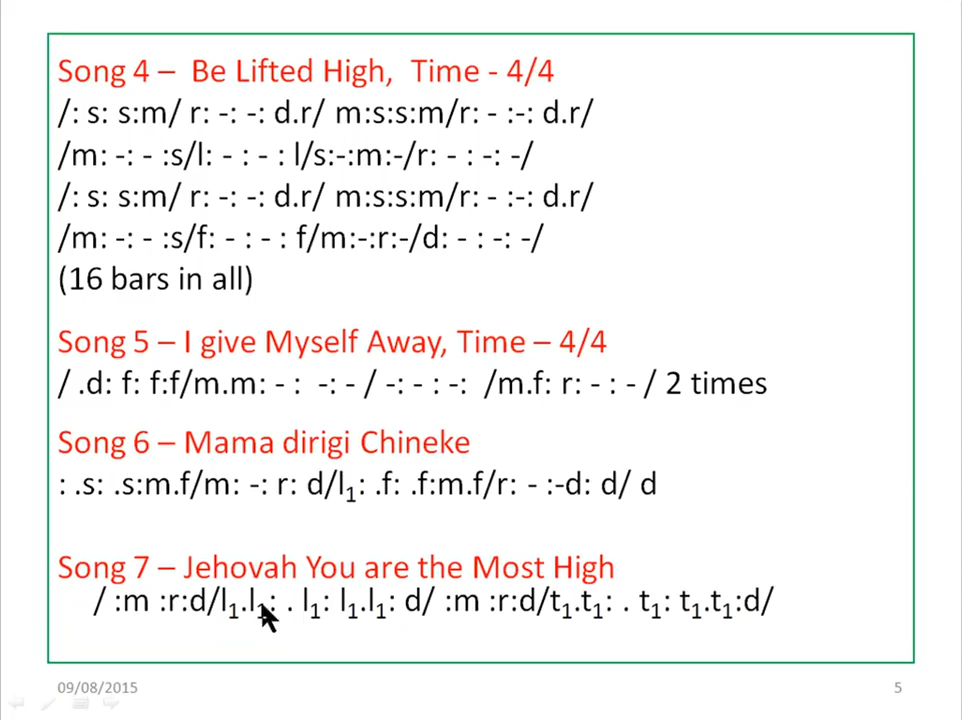 Song 4 – Be Lifted High, Time - 4/4
/: s: s:m/ r: -: -: d.r/ m:s:s:m/r: - :-: d.r/
/m: -: - :s/l: - : - : l/s:-:m:-/r: - : -: -/
/: s: s:m/ r: -: -: d.r/ m:s:s:m/r: - :-: d.r/
/m: -: - :s/f: - : - : f/m:-:r:-/d: - : -: -/
(16 bars in all)
Song 5 – I give Myself Away, Time – 4/4
/ .d: f: f:f/m.m: - : -: - / -: - : -: /m.f: r: - : - / 2 times
Song 6 – Mama dirigi Chineke
: .s: .s:m.f/m: -: r: d/l₁: .f: .f:m.f/r: - :-d: d/ d
Song 7 – Jehovah You are the Most High
/ :m :r:d/l₁.l₁: . l₁: l₁.l₁: d/ :m :r:d/t₁.t₁: . t₁: t₁.t₁:d/
09/08/2015
5